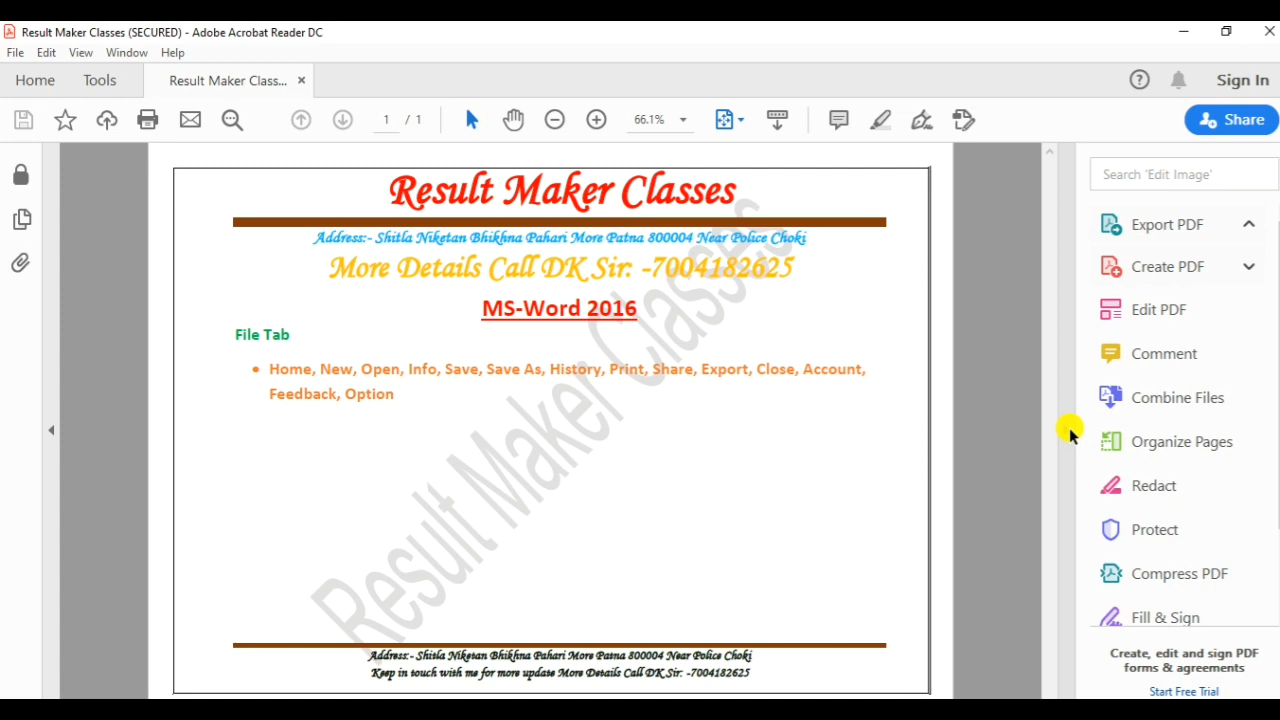 Result Maker Classes (SECURED) - Adobe Acrobat Reader DC
File Edit View Window Help
Home Tools Result Maker Class... × Sign In
1 / 1 66.1% Share
Search 'Edit Image'
Result Maker Classes
Address:- Shitla Niketan Bhikhna Pahari More Patna 800004 Near Police Choki
More Details Call DK Sir: -7004182625
MS-Word 2016
File Tab
• Home, New, Open, Info, Save, Save As, History, Print, Share, Export, Close, Account,
Feedback, Option
Result Maker Classes
Address:- Shitla Niketan Bhikhna Pahari More Patna 800004 Near Police Choki
Keep in touch with me for more update More Details Call DK Sir: -7004182625
Export PDF
Create PDF
Edit PDF
Comment
Combine Files
Organize Pages
Redact
Protect
Compress PDF
Fill & Sign
Create, edit and sign PDF
forms & agreements
Start Free Trial